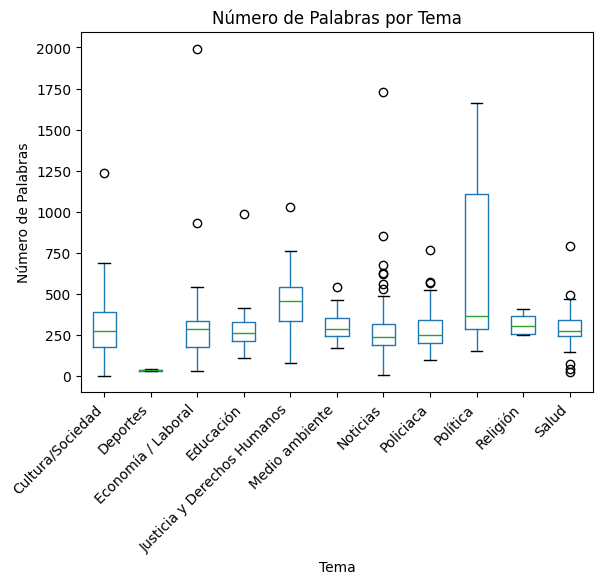 Número de Palabras por Tema
Número de Palabras
2000
1750
1500
1250
1000
750
500
250
0
Cultura/Sociedad
Deportes
Economía / Laboral
Educación
Justicia y Derechos Humanos
Medio ambiente
Noticias
Policiaca
Política
Religión
Salud
Tema